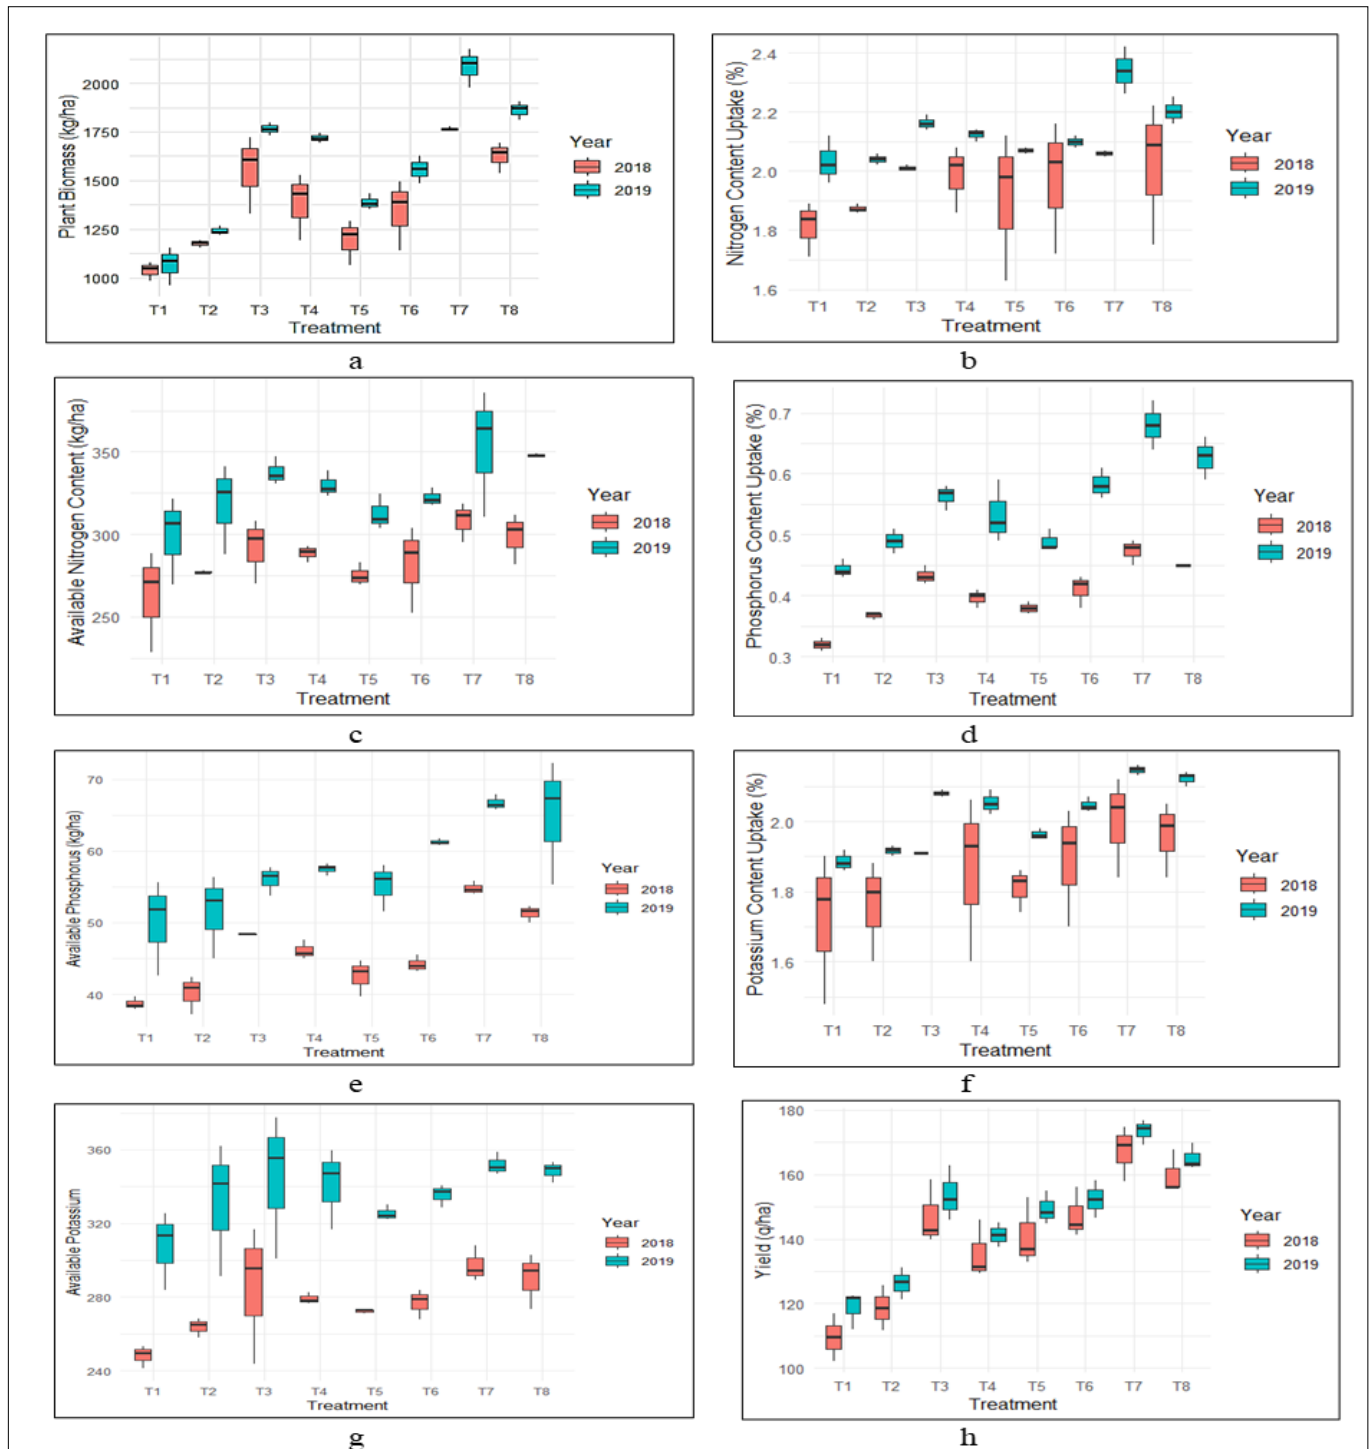 Plant Biomass (kg/ha)
2000
1750
1500
1250
1000
T1 T2 T3 T4 T5 T6 T7 T8
Treatment
Year
2018
2019
a
Nitrogen Content Uptake (%)
2.4
2.2
2.0
1.8
1.6
T1 T2 T3 T4 T5 T6 T7 T8
Treatment
Year
2018
2019
b
Available Nitrogen Content (kg/ha)
350
300
250
T1 T2 T3 T4 T5 T6 T7 T8
Treatment
Year
2018
2019
c
Phosphorus Content Uptake (%)
0.7
0.6
0.5
0.4
0.3
T1 T2 T3 T4 T5 T6 T7 T8
Treatment
Year
2018
2019
d
Available Phosphorus (kg/ha)
70
60
50
40
T1 T2 T3 T4 T5 T6 T7 T8
Treatment
Year
2018
2019
e
Potassium Content Uptake (%)
2.0
1.8
1.6
T1 T2 T3 T4 T5 T6 T7 T8
Treatment
Year
2018
2019
f
Available Potassium
360
320
280
240
T1 T2 T3 T4 T5 T6 T7 T8
Treatment
Year
2018
2019
g
Yield (q/ha)
180
160
140
120
100
T1 T2 T3 T4 T5 T6 T7 T8
Treatment
Year
2018
2019
h